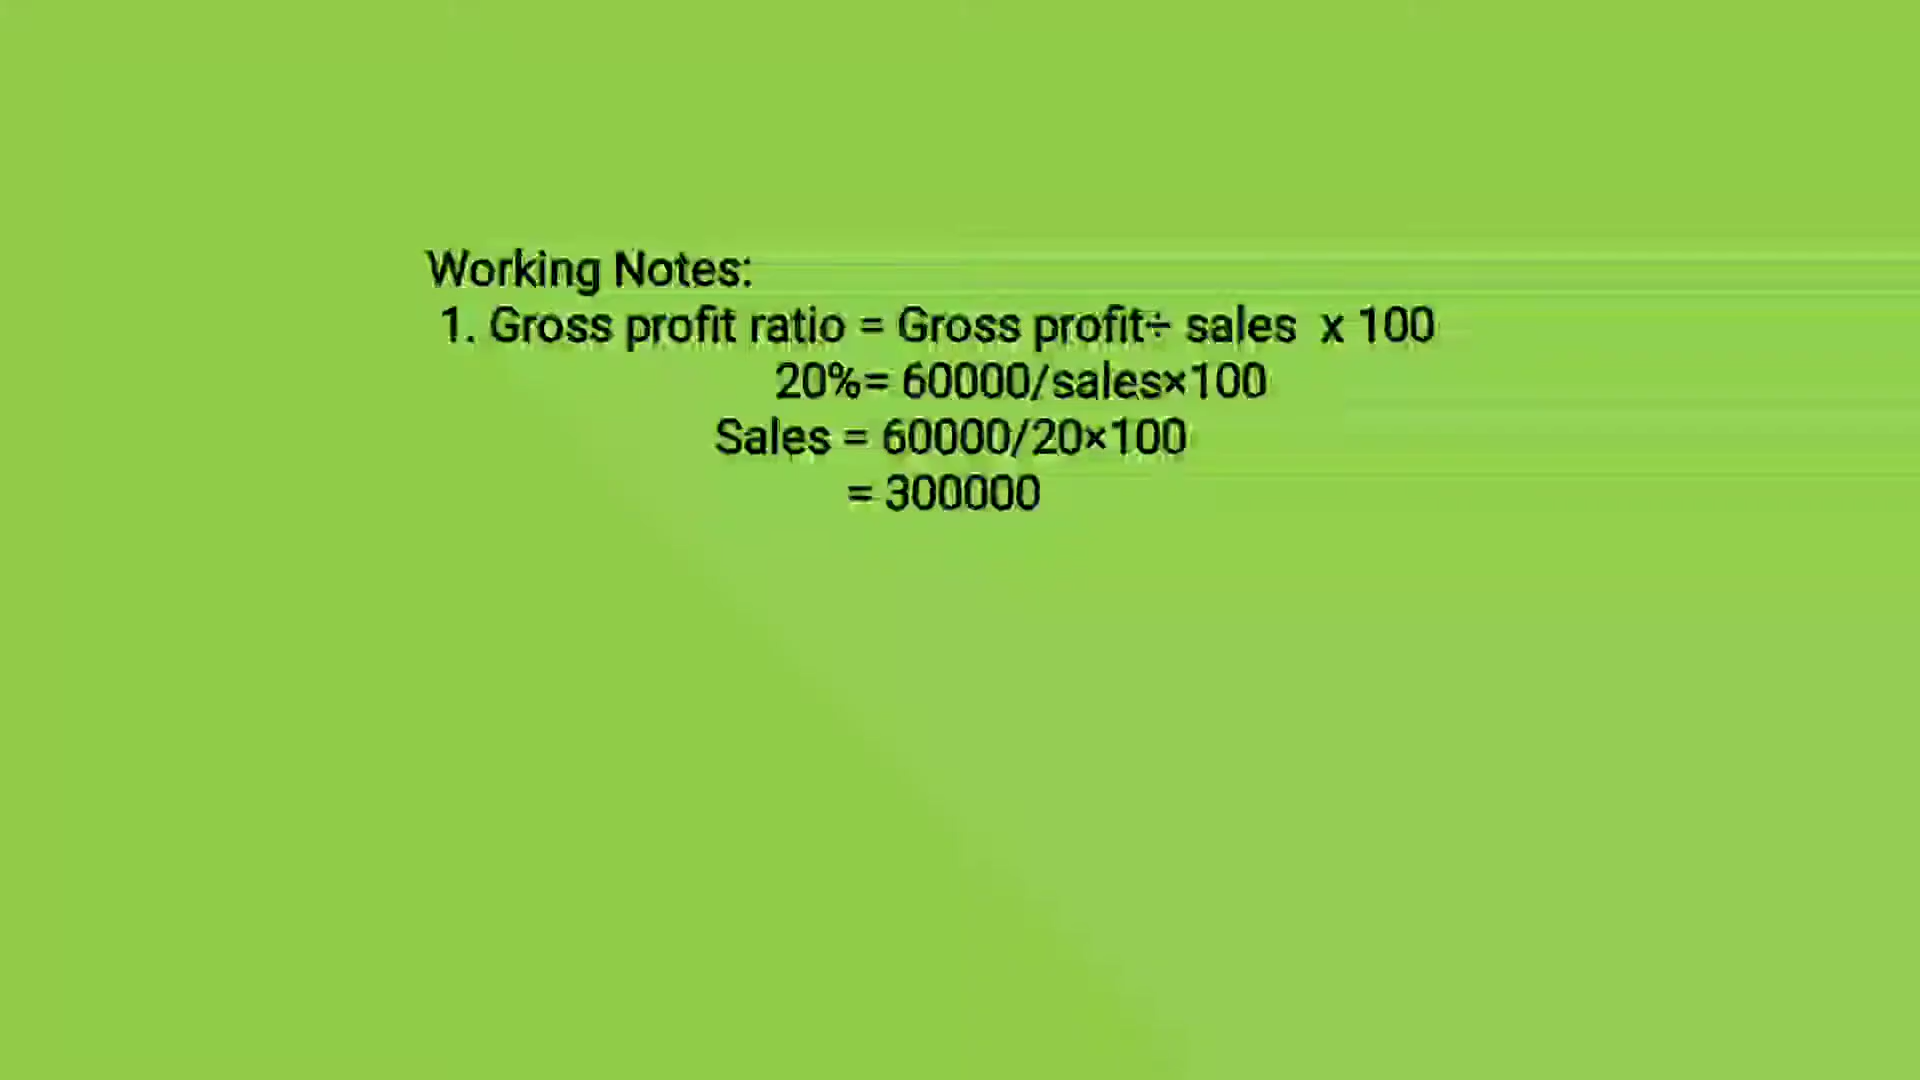 Working Notes:
1. Gross profit ratio = Gross profit÷ sales x 100
20%= 60000/sales×100
Sales = 60000/20×100
= 300000